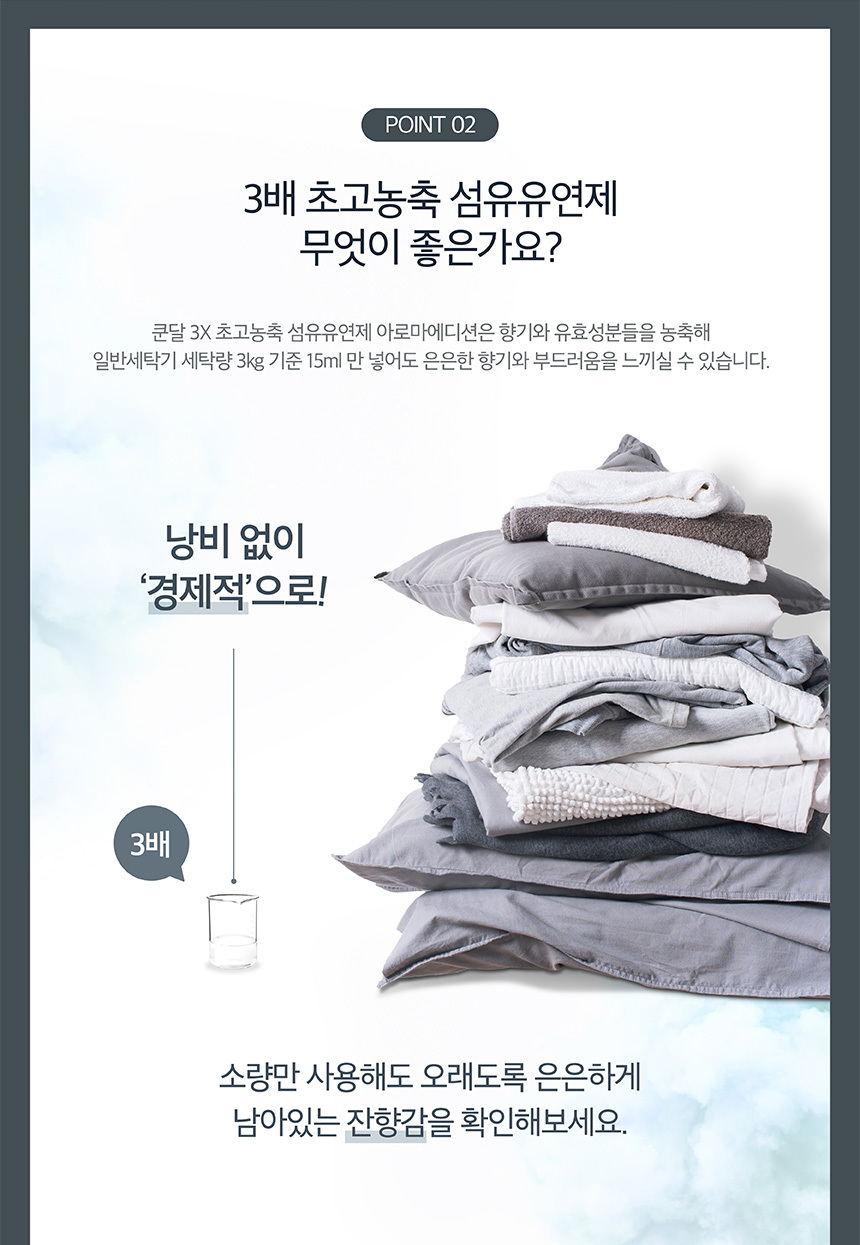 POINT 02
3배 초고농축 섬유유연제
무엇이 좋은가요?
쿤달 3X 초고농축 섬유유연제 아로마에디션은 향기와 유효성분들을 농축해
일반세탁기 세탁량 3kg 기준 15ml 만 넣어도 은은한 향기와 부드러움을 느끼실 수 있습니다.
낭비 없이
‘경제적’으로!
3배
소량만 사용해도 오래도록 은은하게
남아있는 잔향감을 확인해보세요.